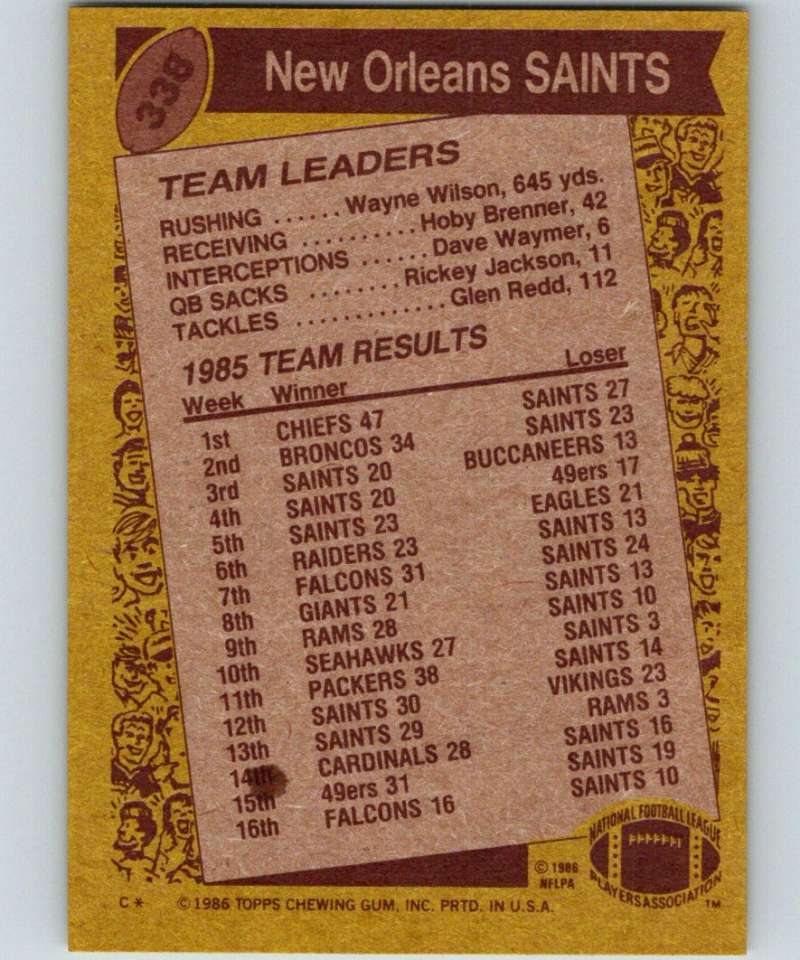 338
New Orleans SAINTS
TEAM LEADERS
RUSHING ...... Wayne Wilson, 645 yds.
RECEIVING .......... Hoby Brenner, 42
INTERCEPTIONS ...... Dave Waymer, 6
QB SACKS ........ Rickey Jackson, 11
TACKLES ............. Glen Redd, 112
1985 TEAM RESULTS
Week Winner Loser
1st CHIEFS 47 SAINTS 27
2nd BRONCOS 34 SAINTS 23
3rd SAINTS 20 BUCCANEERS 13
4th SAINTS 20 49ers 17
5th SAINTS 23 EAGLES 21
6th RAIDERS 23 SAINTS 13
7th FALCONS 31 SAINTS 24
8th GIANTS 21 SAINTS 13
9th RAMS 28 SAINTS 10
10th SEAHAWKS 27 SAINTS 3
11th PACKERS 38 SAINTS 14
12th SAINTS 30 VIKINGS 23
13th SAINTS 29 RAMS 3
14th CARDINALS 28 SAINTS 16
15th 49ers 31 SAINTS 19
16th FALCONS 16 SAINTS 10
NATIONAL FOOTBALL LEAGUE
PLAYERS ASSOCIATION
TM
© 1986
NFLPA
C* © 1986 TOPPS CHEWING GUM, INC. PRTD. IN U.S.A.